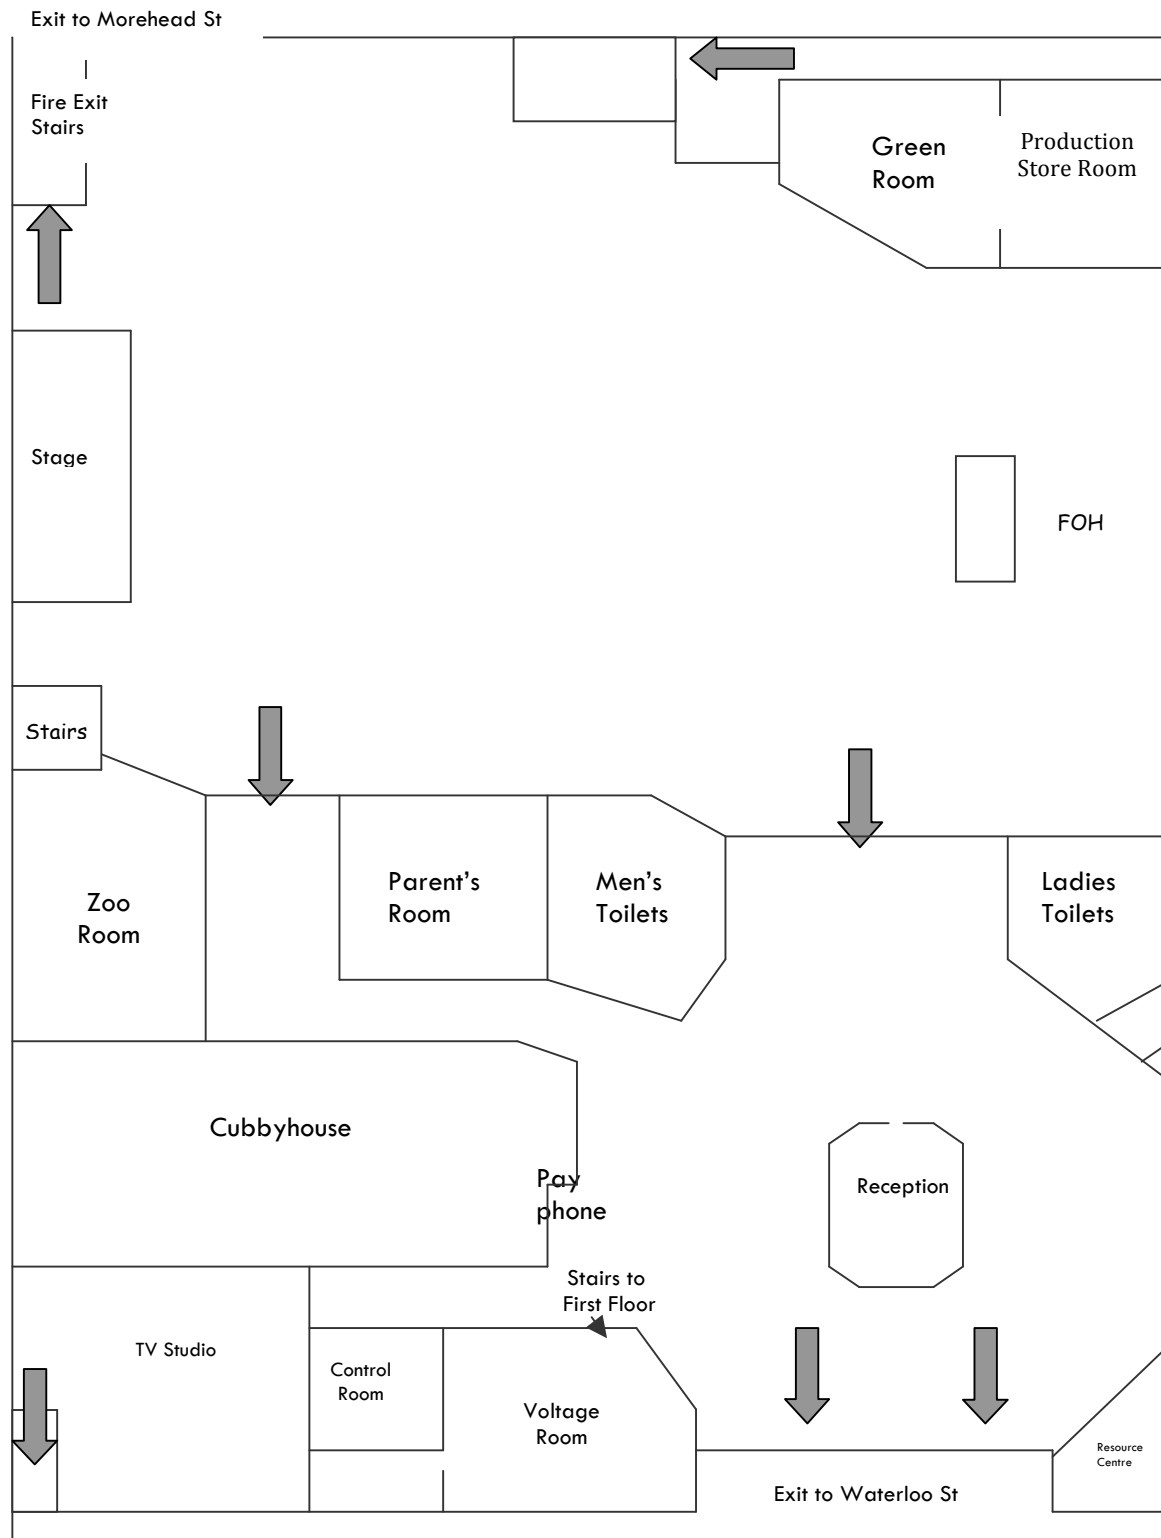 Exit to Morehead St
Fire Exit
Stairs
Green
Room
Production
Store Room
Stage
FOH
Stairs
Zoo
Room
Parent's
Room
Men's
Toilets
Ladies
Toilets
Cubbyhouse
Pay
phone
Reception
Stairs to
First Floor
TV Studio
Control
Room
Voltage
Room
Resource
Centre
Exit to Waterloo St